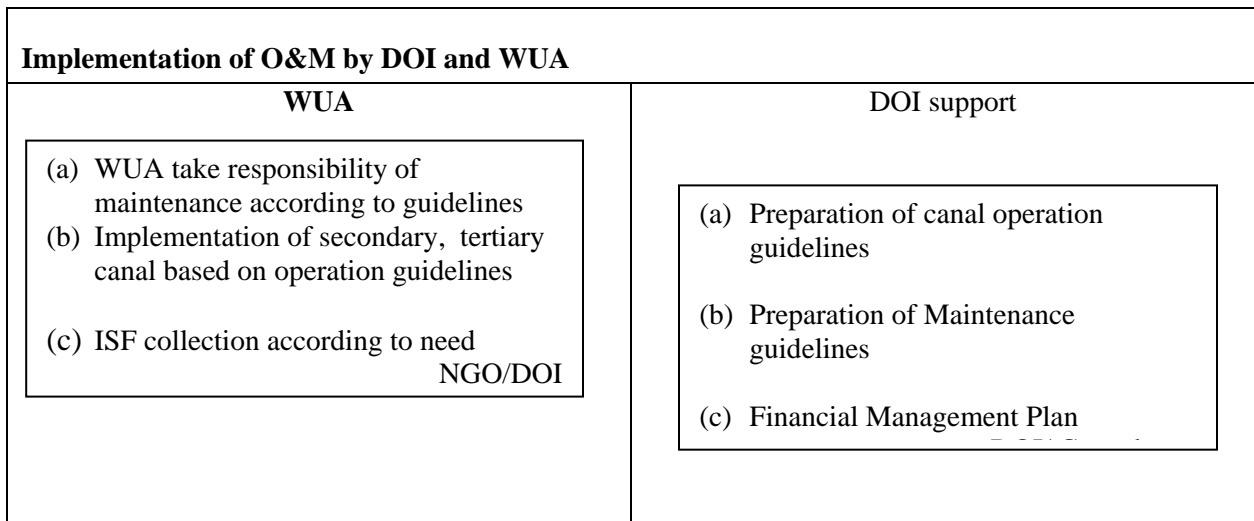 Implementation of O&M by DOI and WUA
WUA
(a) WUA take responsibility of
maintenance according to guidelines
(b) Implementation of secondary, tertiary
canal based on operation guidelines
(c) ISF collection according to need
NGO/DOI
DOI support
(a) Preparation of canal operation
guidelines
(b) Preparation of Maintenance
guidelines
(c) Financial Management Plan